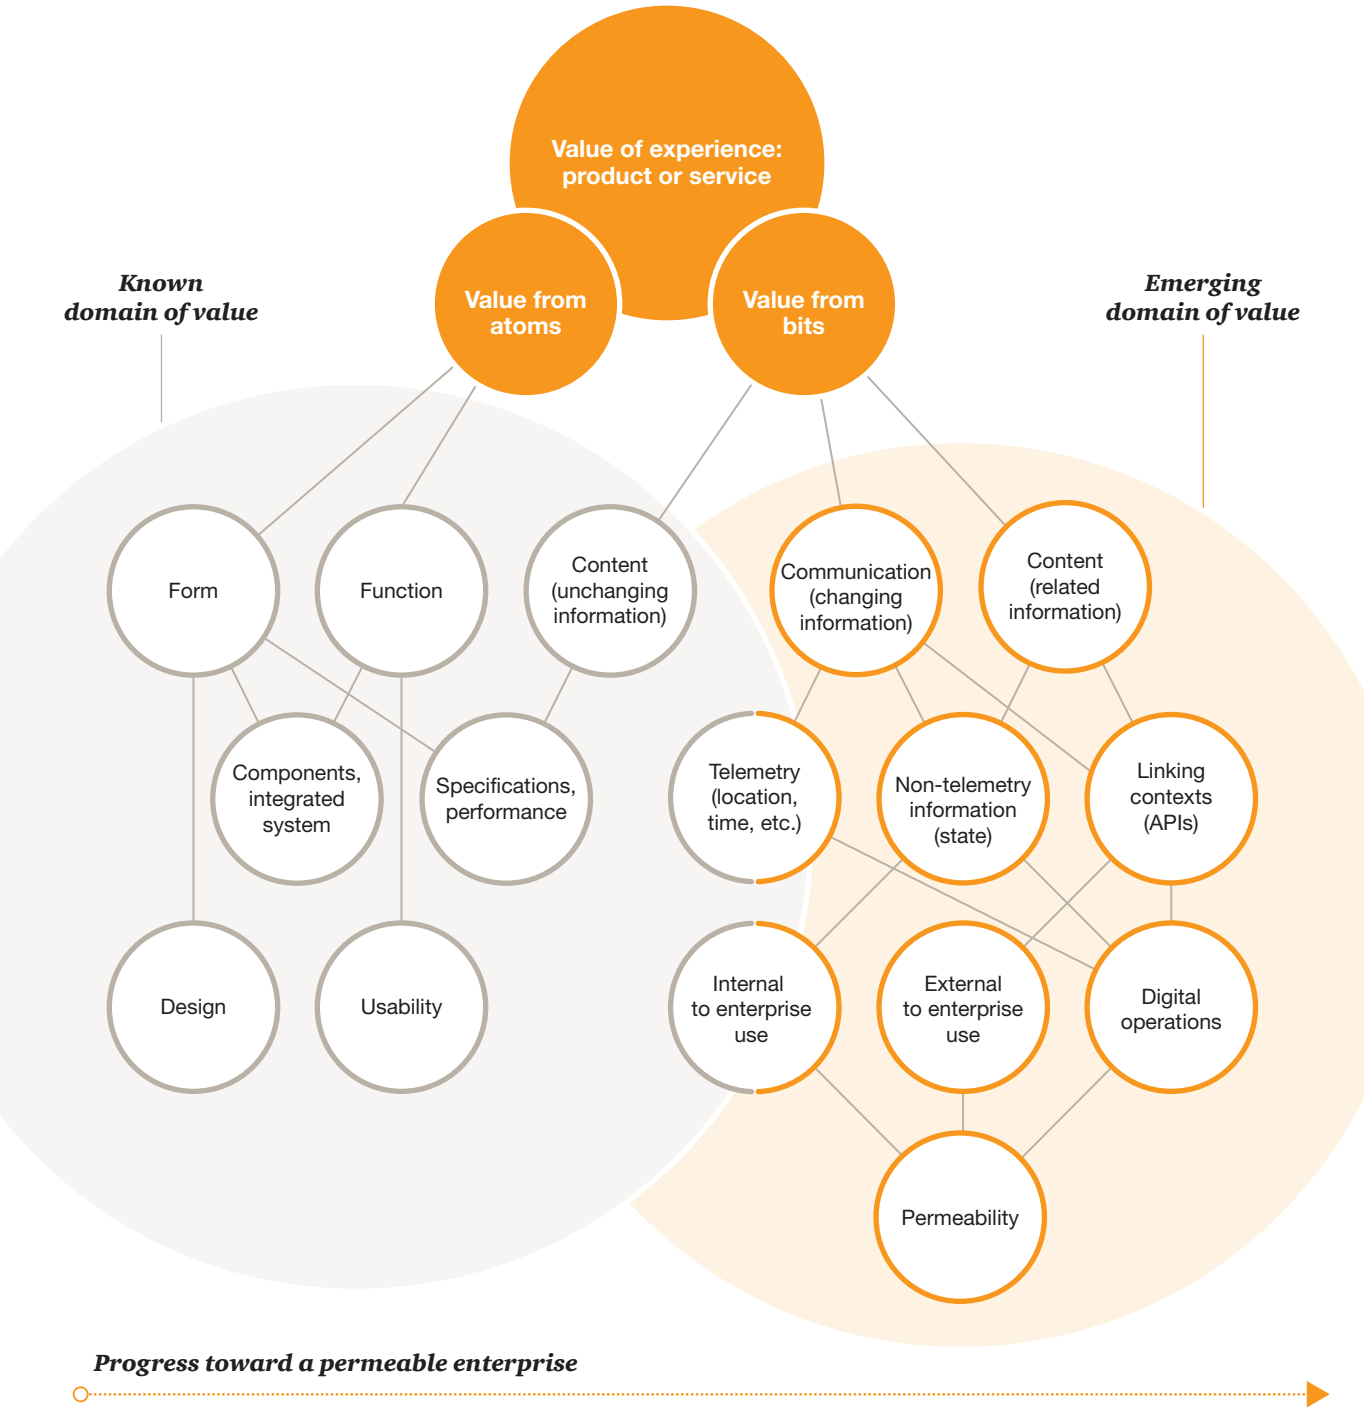 Value of experience:
product or service
Value from
atoms
Value from
bits
Known
domain of value
Emerging
domain of value
Form
Function
Content
(unchanging
information)
Communication
(changing
information)
Content
(related
information)
Components,
integrated
system
Specifications,
performance
Telemetry
(location,
time, etc.)
Non-telemetry
information
(state)
Linking
contexts
(APIs)
Design
Usability
Internal
to enterprise
use
External
to enterprise
use
Digital
operations
Permeability
Progress toward a permeable enterprise